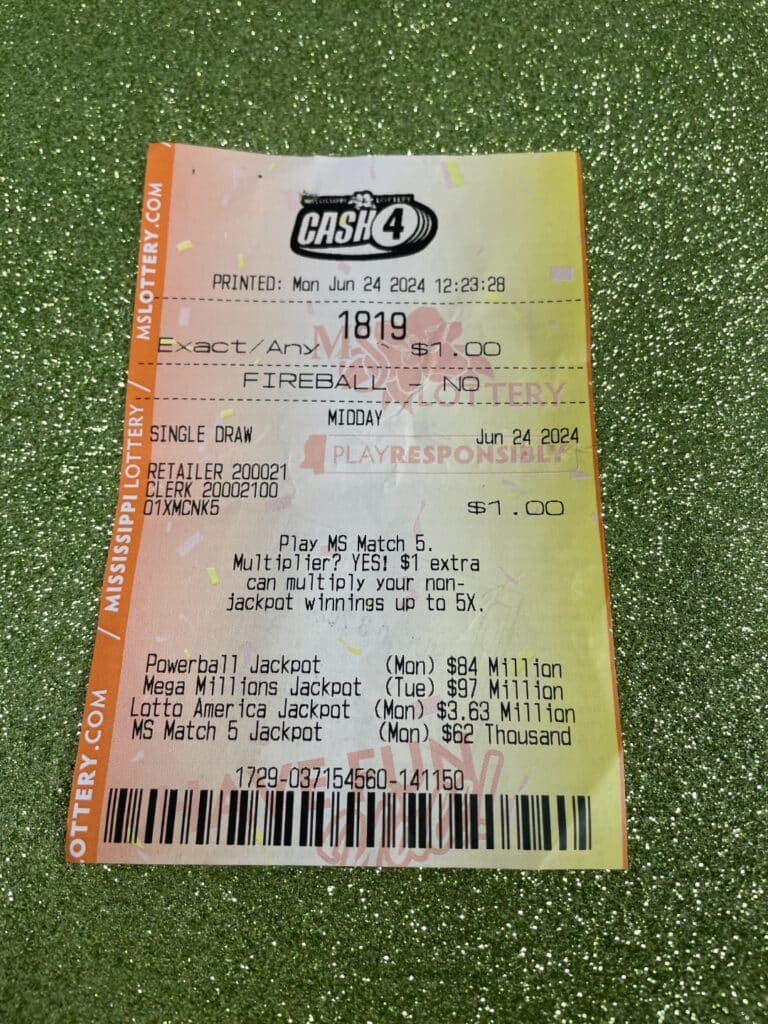 MISSISSIPPI LOTTERY
CASH 4
PRINTED: Mon Jun 24 2024 12:23:28
1819
Exact/Any $1.00
FIREBALL - NO
MIDDAY
SINGLE DRAW Jun 24 2024
RETAILER 200021
CLERK 20002100
01XMCNK5 $1.00
Play MS Match 5.
Multiplier? YES! $1 extra
can multiply your non-
jackpot winnings up to 5X.
Powerball Jackpot (Mon) $84 Million
Mega Millions Jackpot (Tue) $97 Million
Lotto America Jackpot (Mon) $3.63 Million
MS Match 5 Jackpot (Mon) $62 Thousand
1729-037154560-141150
MS
LOTTERY
PLAYRESPONSIBLY
OTTERY.COM / MISSISSIPPI LOTTERY / MSLOTTERY.COM